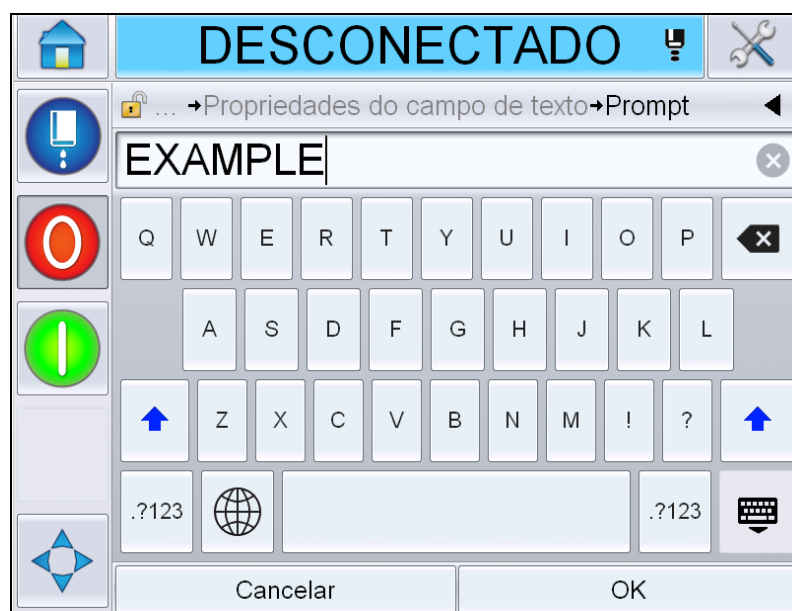 DESCONECTADO
... →Propriedades do campo de texto→Prompt
EXAMPLE
Q W E R T Y U I O P
A S D F G H J K L
Z X C V B N M ! ?
.?123 .?123
Cancelar OK